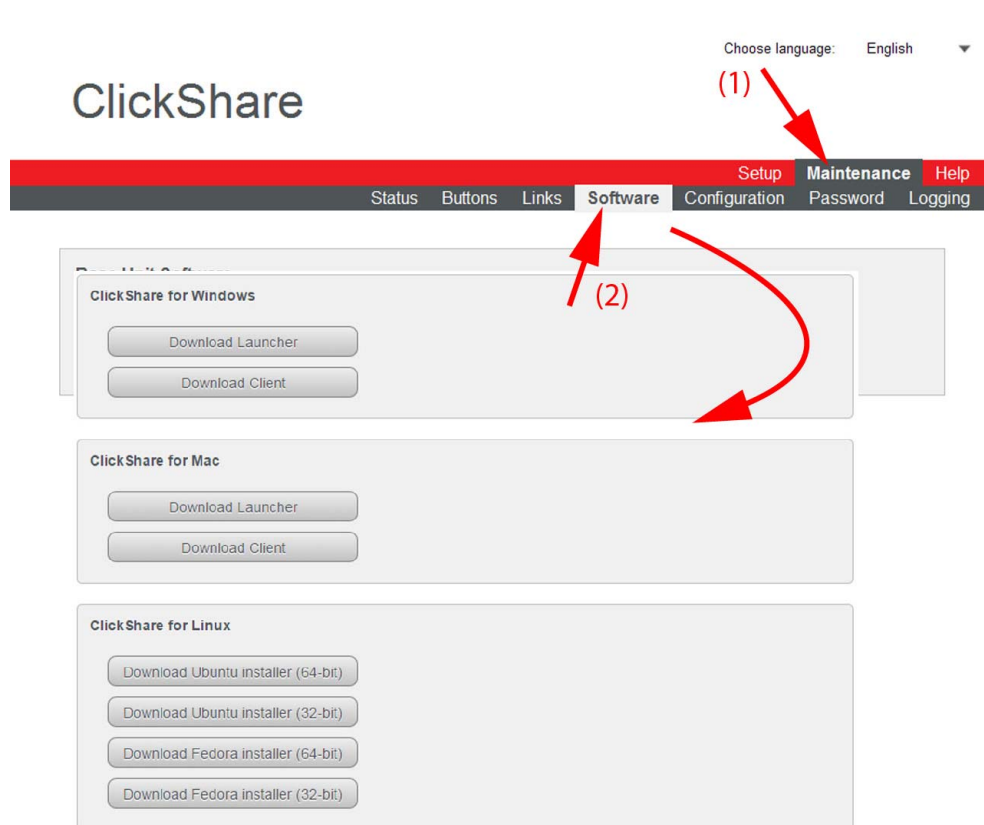 Choose language: English
(1)
ClickShare
Setup Maintenance Help
Status Buttons Links Software Configuration Password Logging
(2)
ClickShare for Windows
Download Launcher
Download Client
ClickShare for Mac
Download Launcher
Download Client
ClickShare for Linux
Download Ubuntu installer (64-bit)
Download Ubuntu installer (32-bit)
Download Fedora installer (64-bit)
Download Fedora installer (32-bit)